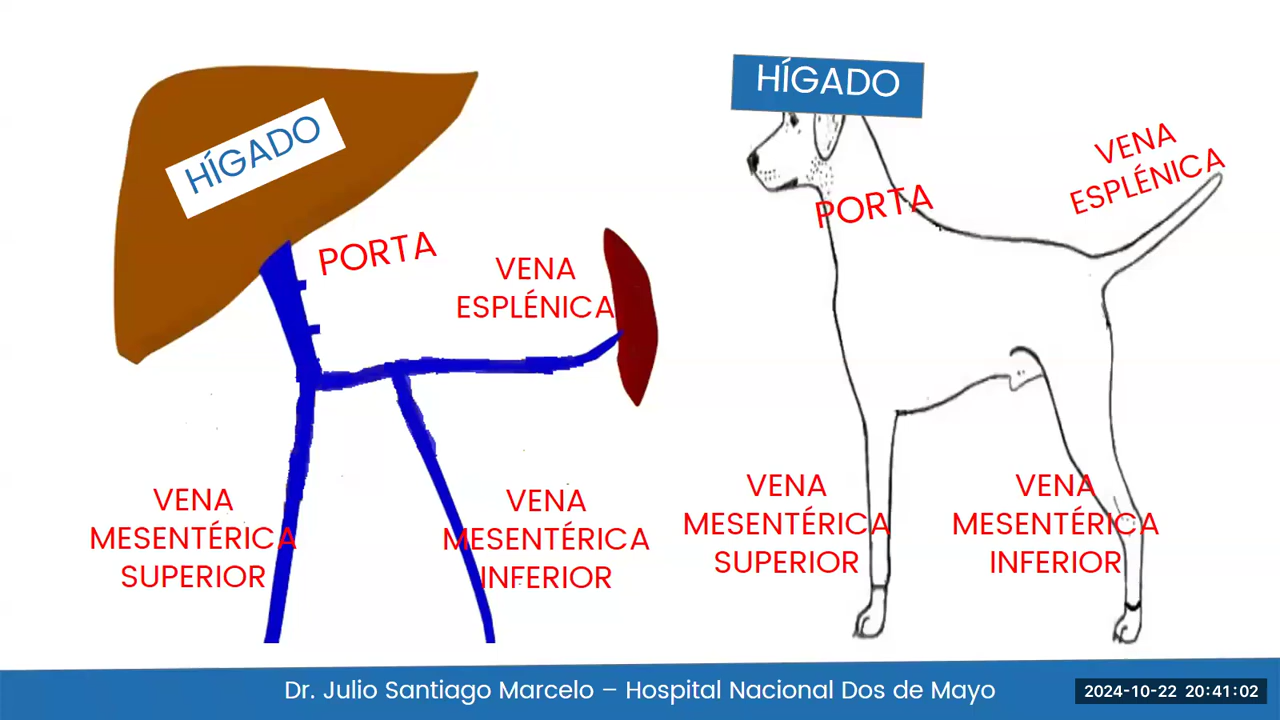 HÍGADO
PORTA
VENA
ESPLÉNICA
VENA
MESENTÉRICA
SUPERIOR
VENA
MESENTÉRICA
INFERIOR
HÍGADO
PORTA
VENA
ESPLÉNICA
VENA
MESENTÉRICA
SUPERIOR
VENA
MESENTÉRICA
INFERIOR
Dr. Julio Santiago Marcelo – Hospital Nacional Dos de Mayo
2024-10-22 20:41:02